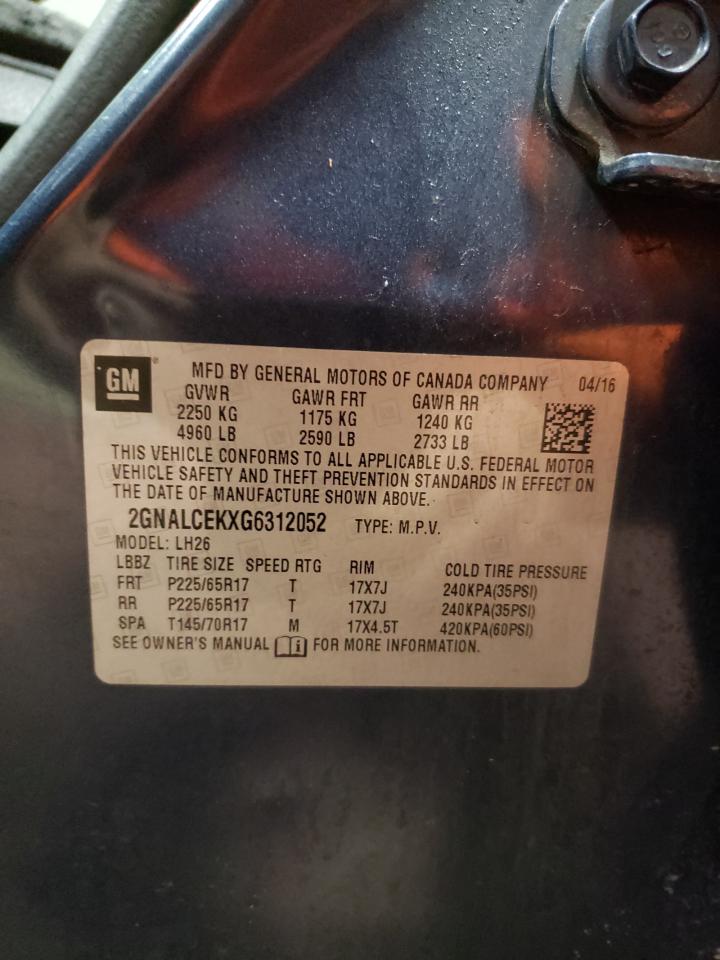 GM®
MFD BY GENERAL MOTORS OF CANADA COMPANY 04/16
GVWR GAWR FRT GAWR RR
2250 KG 1175 KG 1240 KG
4960 LB 2590 LB 2733 LB
THIS VEHICLE CONFORMS TO ALL APPLICABLE U.S. FEDERAL MOTOR
VEHICLE SAFETY AND THEFT PREVENTION STANDARDS IN EFFECT ON
THE DATE OF MANUFACTURE SHOWN ABOVE.
2GNALCEKXG6312052 TYPE: M.P.V.
MODEL: LH26
LBBZ TIRE SIZE SPEED RTG RIM COLD TIRE PRESSURE
FRT P225/65R17 T 17X7J 240KPA(35PSI)
RR P225/65R17 T 17X7J 240KPA(35PSI)
SPA T145/70R17 M 17X4.5T 420KPA(60PSI)
SEE OWNER'S MANUAL FOR MORE INFORMATION.